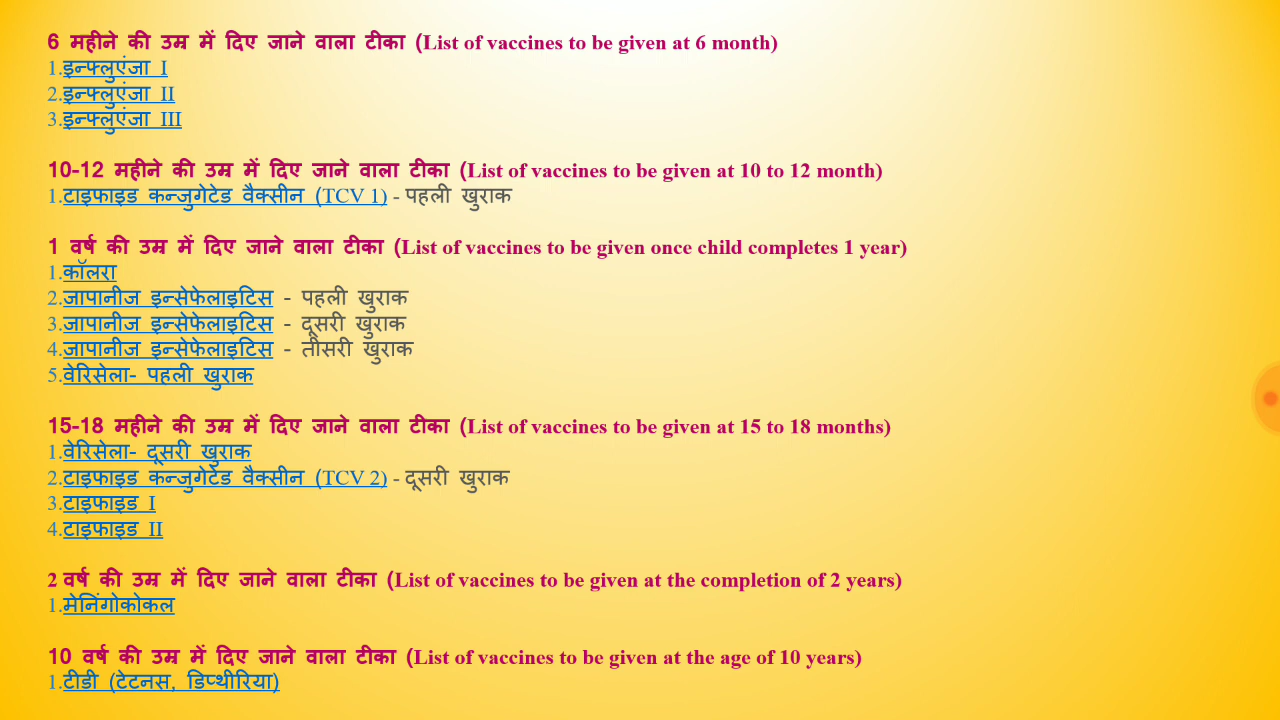 6 महीने की उम्र में दिए जाने वाला टीका (List of vaccines to be given at 6 month)
1.इन्फ्लुएंजा I
2.इन्फ्लुएंजा II
3.इन्फ्लुएंजा III
10-12 महीने की उम्र में दिए जाने वाला टीका (List of vaccines to be given at 10 to 12 month)
1.टाइफाइड कन्जुगेटेड वैक्सीन (TCV 1) - पहली खुराक
1 वर्ष की उम्र में दिए जाने वाला टीका (List of vaccines to be given once child completes 1 year)
1.कॉलरा
2.जापानीज इन्सेफेलाइटिस - पहली खुराक
3.जापानीज इन्सेफेलाइटिस - दूसरी खुराक
4.जापानीज इन्सेफेलाइटिस - तीसरी खुराक
5.वेरिसेला- पहली खुराक
15-18 महीने की उम्र में दिए जाने वाला टीका (List of vaccines to be given at 15 to 18 months)
1.वेरिसेला- दूसरी खुराक
2.टाइफाइड कन्जुगेटेड वैक्सीन (TCV 2) - दूसरी खुराक
3.टाइफाइड I
4.टाइफाइड II
2 वर्ष की उम्र में दिए जाने वाला टीका (List of vaccines to be given at the completion of 2 years)
1.मेनिंगोकोकल
10 वर्ष की उम्र में दिए जाने वाला टीका (List of vaccines to be given at the age of 10 years)
1.टीडी (टेटनस, डिप्थीरिया)